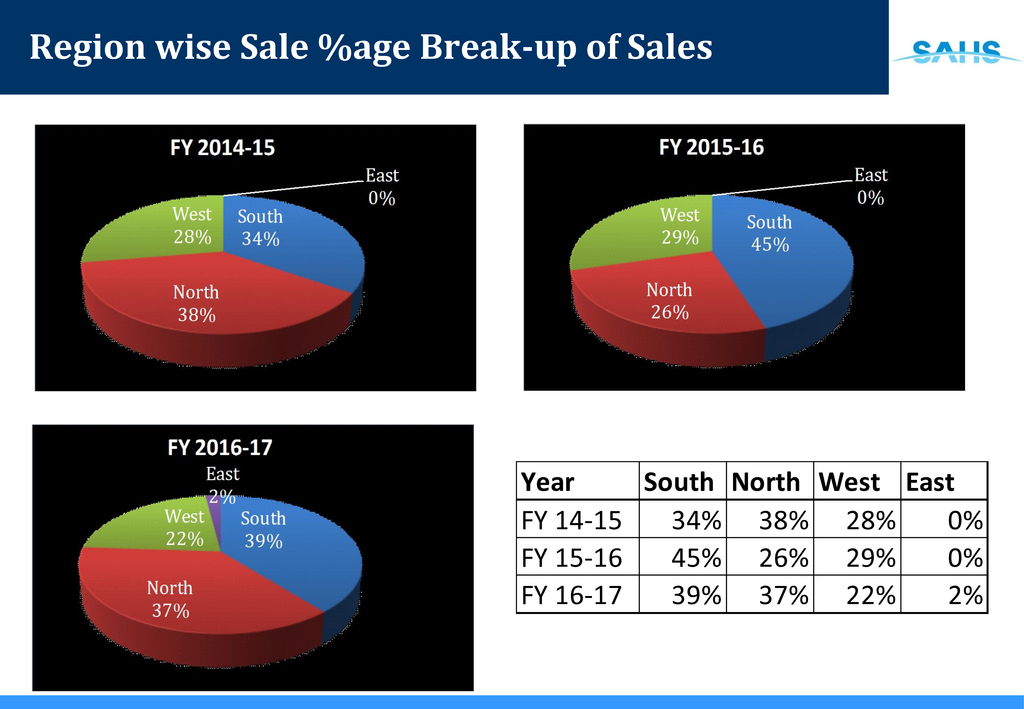 Region wise Sale %age Break-up of Sales
SAHS
FY 2014-15
East
0%
West
28%
South
34%
North
38%
FY 2015-16
East
0%
West
29%
South
45%
North
26%
FY 2016-17
East
2%
West
22%
South
39%
North
37%
Year South North West East
FY 14-15 34% 38% 28% 0%
FY 15-16 45% 26% 29% 0%
FY 16-17 39% 37% 22% 2%